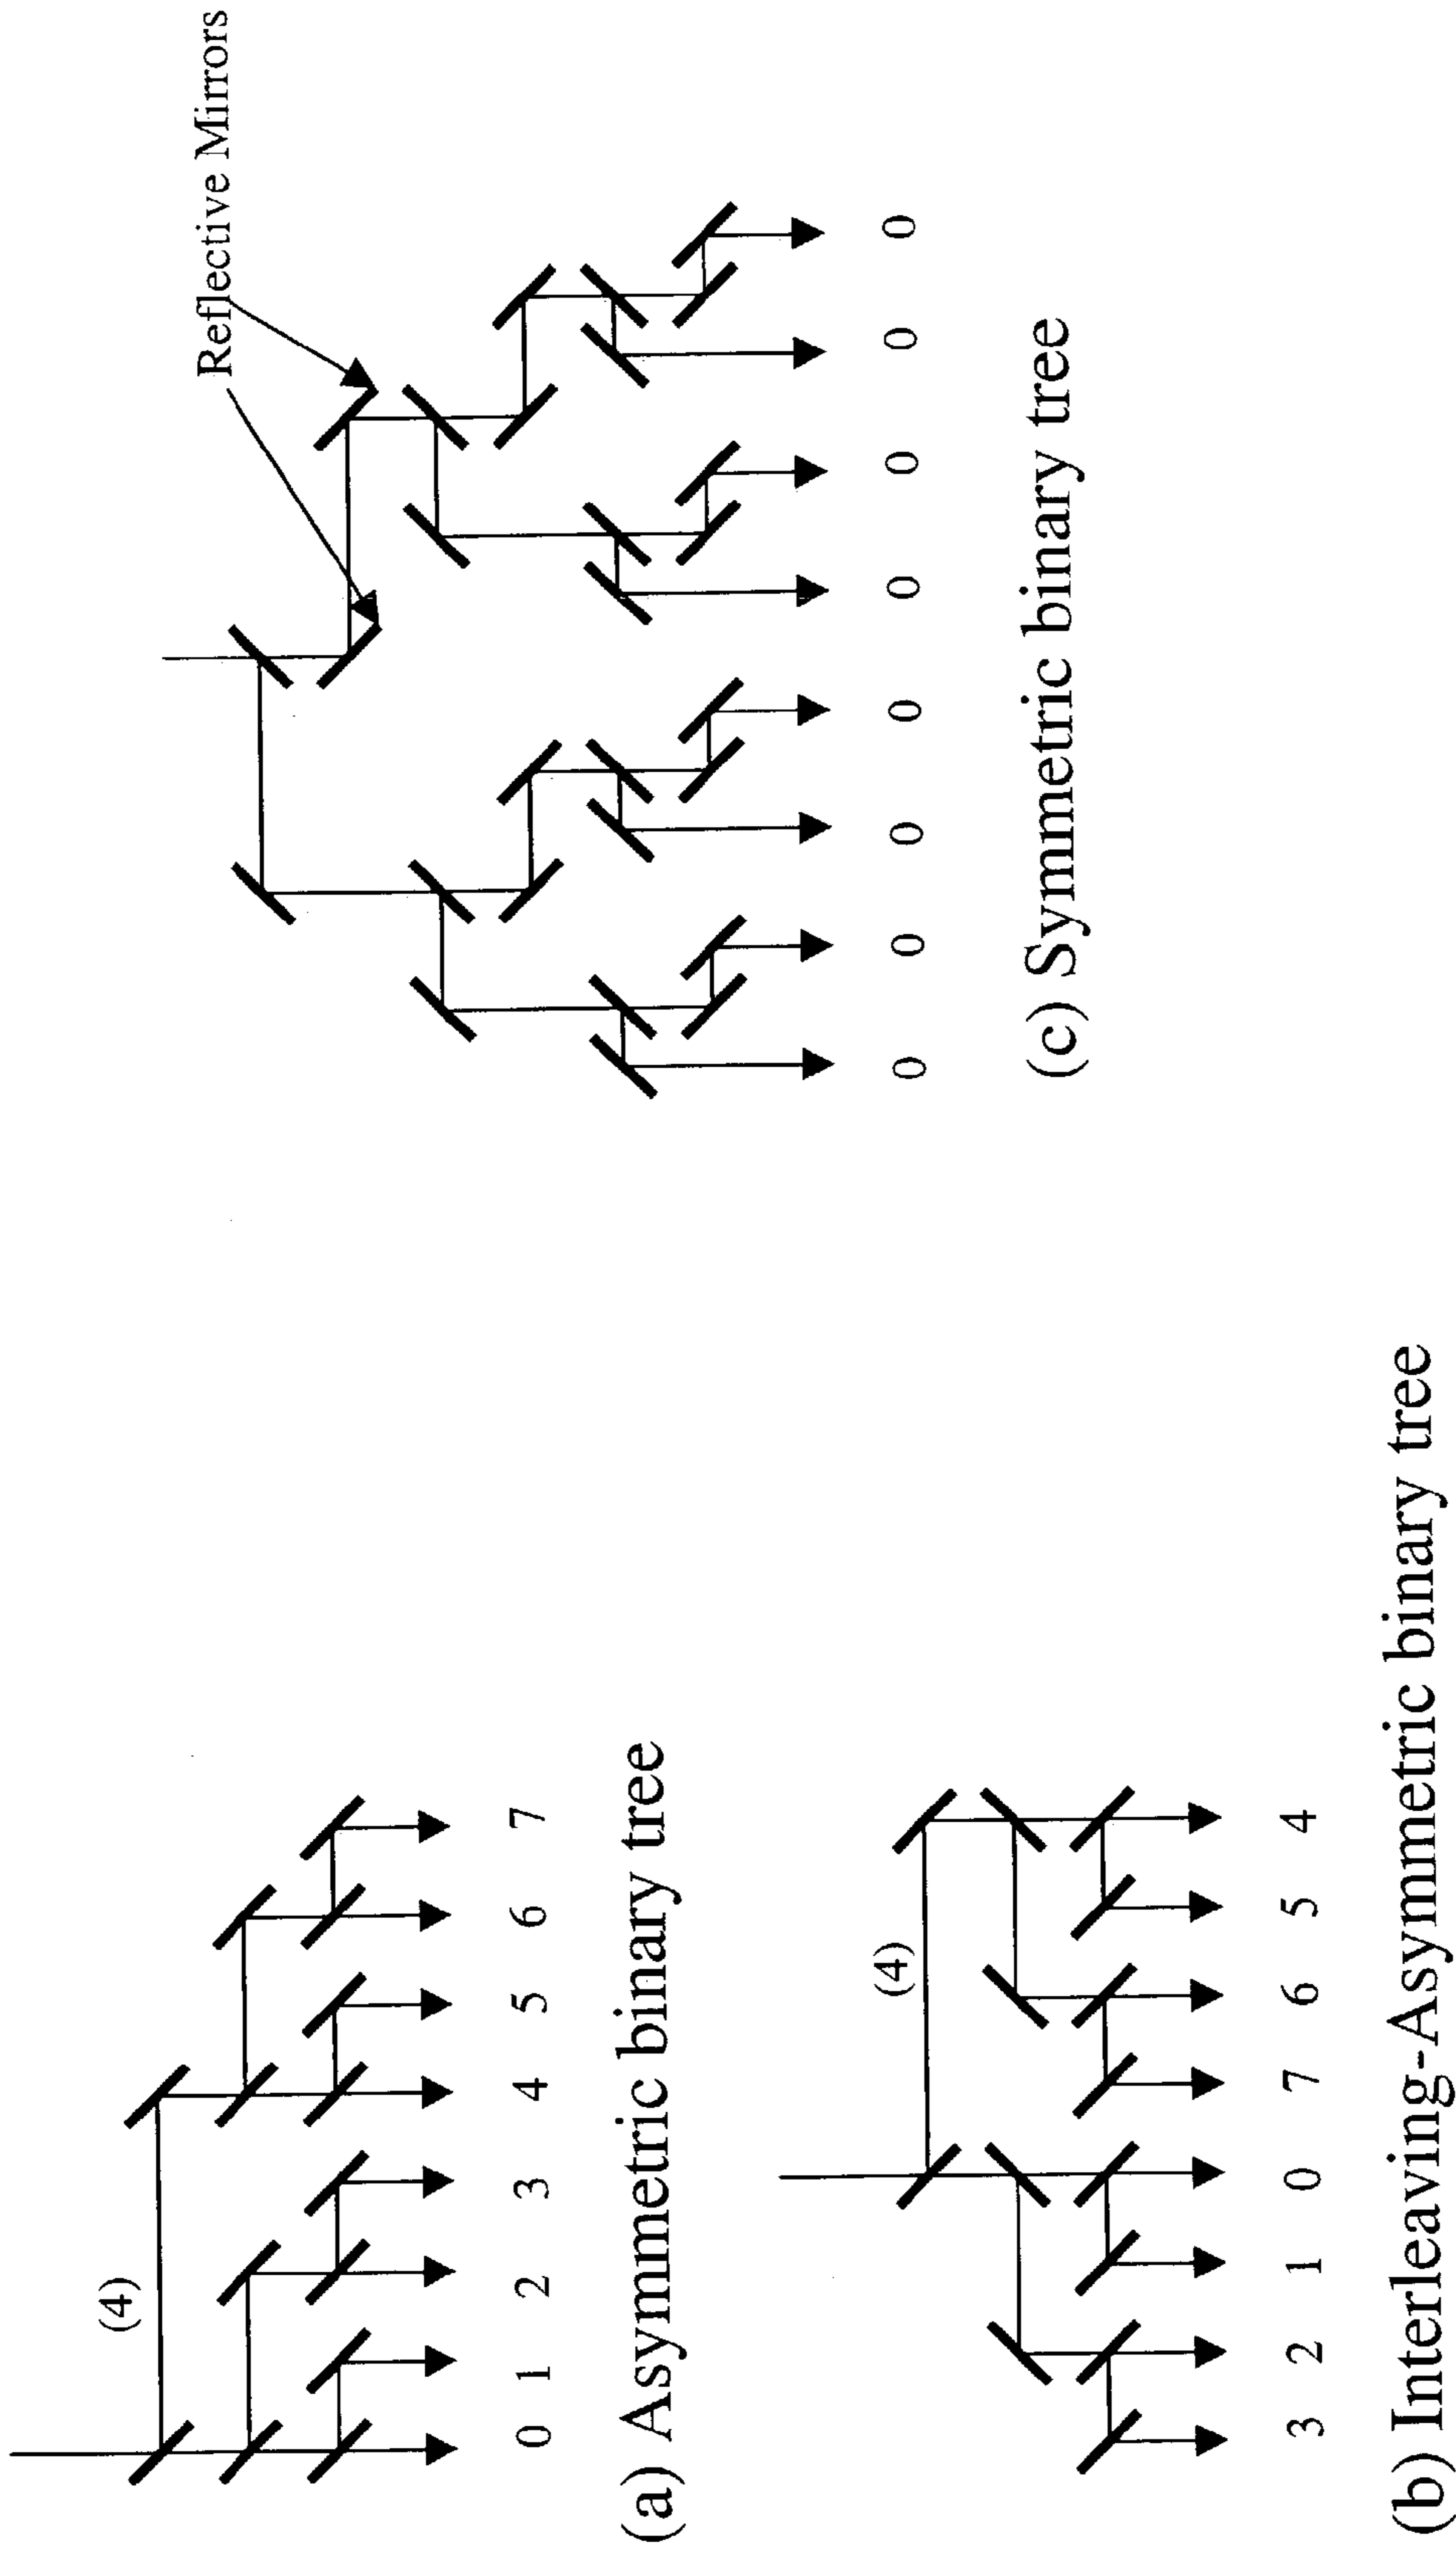 (4)
0 1 2 3 4 5 6 7
(a) Asymmetric binary tree
(4)
3 2 1 0 7 6 5 4
(b) Interleaving-Asymmetric binary tree
Reflective Mirrors
0 0 0 0 0 0 0 0
(c) Symmetric binary tree